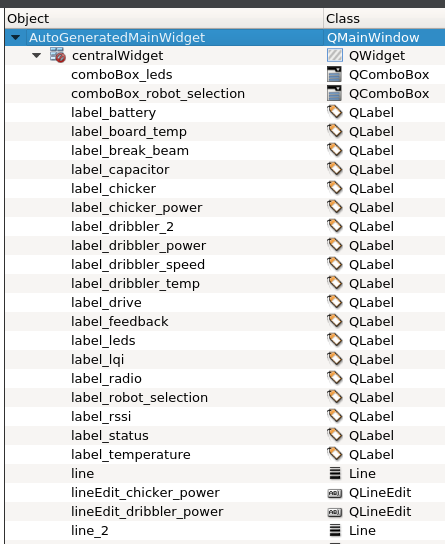 Object Class
AutoGeneratedMainWidget QMainWindow
centralWidget QWidget
comboBox_leds QComboBox
comboBox_robot_selection QComboBox
label_battery QLabel
label_board_temp QLabel
label_break_beam QLabel
label_capacitor QLabel
label_chicker QLabel
label_chicker_power QLabel
label_dribbler_2 QLabel
label_dribbler_power QLabel
label_dribbler_speed QLabel
label_dribbler_temp QLabel
label_drive QLabel
label_feedback QLabel
label_leds QLabel
label_lqi QLabel
label_radio QLabel
label_robot_selection QLabel
label_rssi QLabel
label_status QLabel
label_temperature QLabel
line Line
lineEdit_chicker_power QLineEdit
lineEdit_dribbler_power QLineEdit
line_2 Line